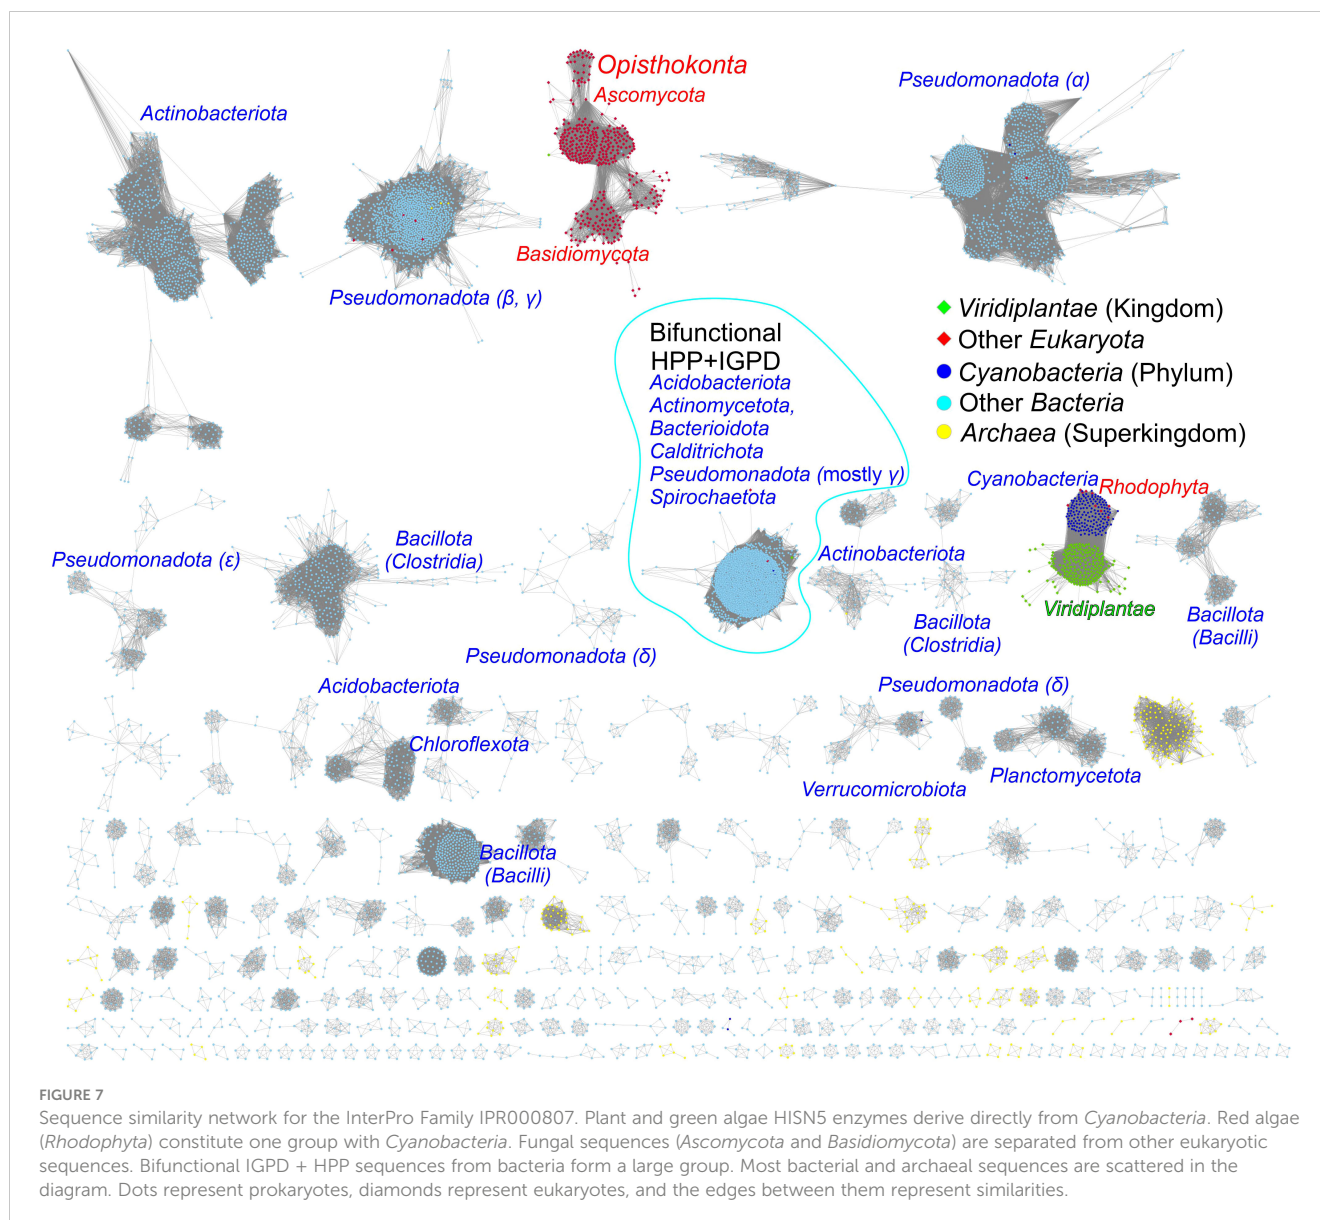 Opisthokonta
Ascomycota
Pseudomonadota (α)
Actinobacteriota
Basidiomycota
Pseudomonadota (β, γ)
Viridiplantae (Kingdom)
Other Eukaryota
Cyanobacteria (Phylum)
Other Bacteria
Archaea (Superkingdom)
Bifunctional
HPP+IGPD
Acidobacteriota
Actinomycetota,
Bacterioidota
Calditrichota
Pseudomonadota (mostly γ)
Spirochaetota
Cyanobacteria
Rhodophyta
Pseudomonadota (ε)
Bacillota
(Clostridia)
Actinobacteriota
Viridiplantae
Bacillota
(Clostridia)
Bacillota
(Bacilli)
Pseudomonadota (δ)
Acidobacteriota
Pseudomonadota (δ)
Chloroflexota
Verrucomicrobiota
Planctomycetota
Bacillota
(Bacilli)
FIGURE 7
Sequence similarity network for the InterPro Family IPR000807. Plant and green algae HISN5 enzymes derive directly from Cyanobacteria. Red algae
(Rhodophyta) constitute one group with Cyanobacteria. Fungal sequences (Ascomycota and Basidiomycota) are separated from other eukaryotic
sequences. Bifunctional IGPD + HPP sequences from bacteria form a large group. Most bacterial and archaeal sequences are scattered in the
diagram. Dots represent prokaryotes, diamonds represent eukaryotes, and the edges between them represent similarities.